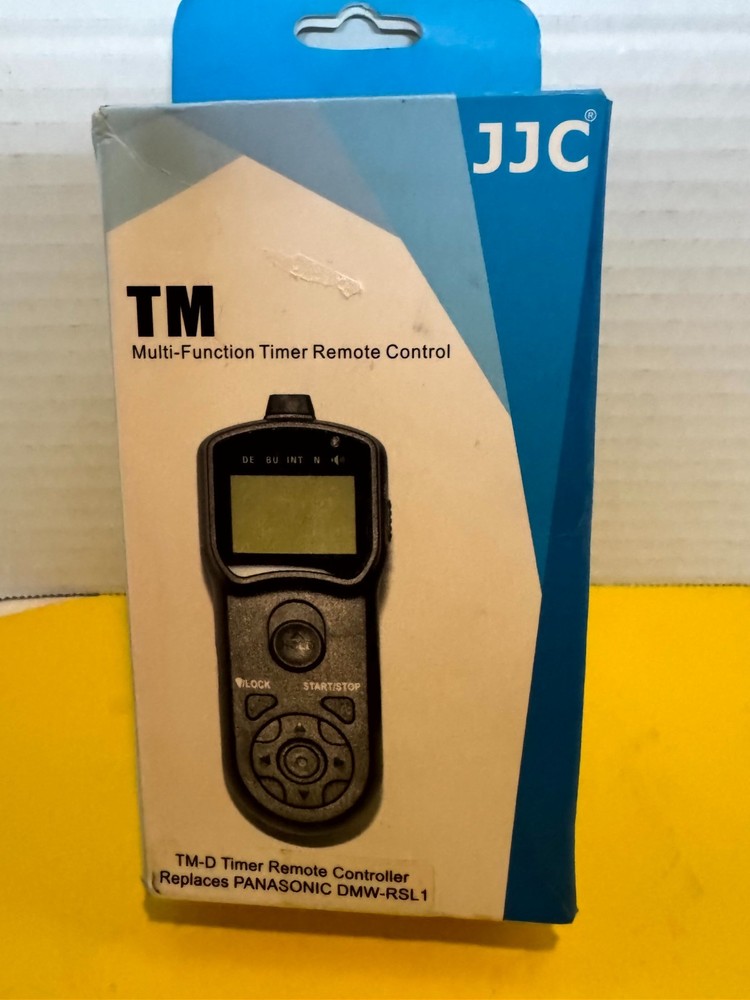 JJC®
TM
Multi-Function Timer Remote Control
DE BU INT N
/LOCK START/STOP
TM-D Timer Remote Controller
Replaces PANASONIC DMW-RSL1